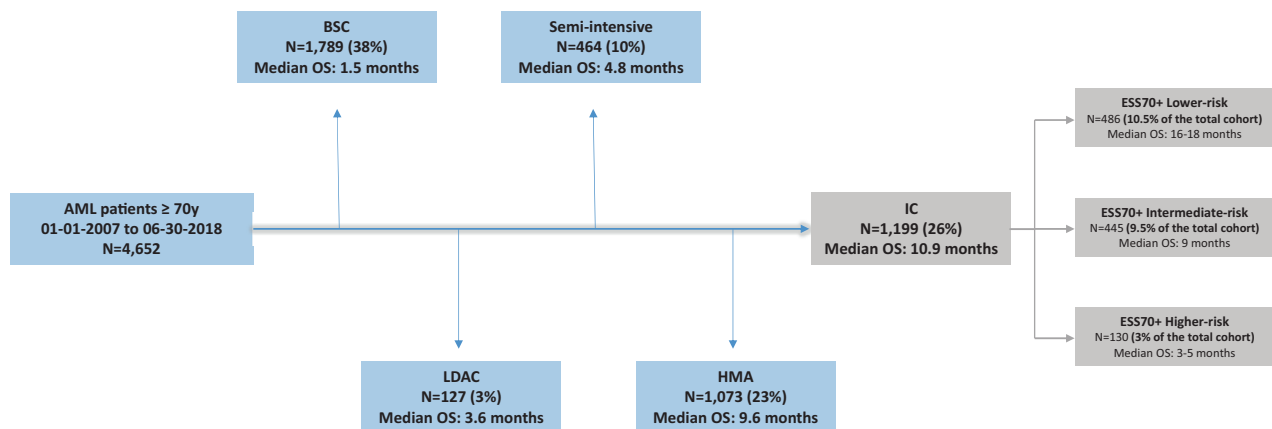 BSC
N=1,789 (38%)
Median OS: 1.5 months
Semi-intensive
N=464 (10%)
Median OS: 4.8 months
AML patients ≥ 70y
01-01-2007 to 06-30-2018
N=4,652
IC
N=1,199 (26%)
Median OS: 10.9 months
ESS70+ Lower-risk
N=486 (10.5% of the total cohort)
Median OS: 16-18 months
ESS70+ Intermediate-risk
N=445 (9.5% of the total cohort)
Median OS: 9 months
ESS70+ Higher-risk
N=130 (3% of the total cohort)
Median OS: 3-5 months
LDAC
N=127 (3%)
Median OS: 3.6 months
HMA
N=1,073 (23%)
Median OS: 9.6 months